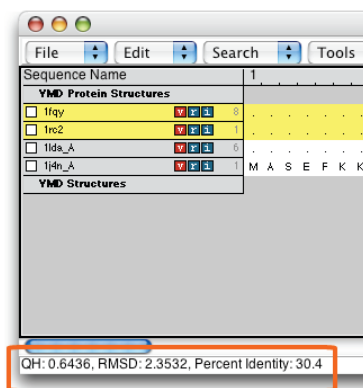 File Edit Search Tools
Sequence Name 1
YMD Protein Structures
1fqy v r i 8 . . . . . . .
1rc2 v r i 1 . . . . . . .
1lda_A v r i 6 . . . . . . .
1j4n_A v r i 1 M A S E F K K
YMD Structures
QH: 0.6436, RMSD: 2.3532, Percent Identity: 30.4